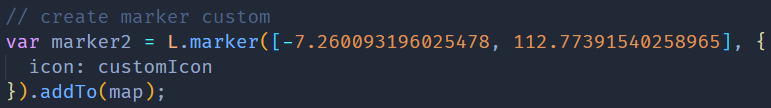 // create marker custom
var marker2 = L.marker([-7.260093196025478, 112.77391540258965], {
  icon: customIcon
}).addTo(map);